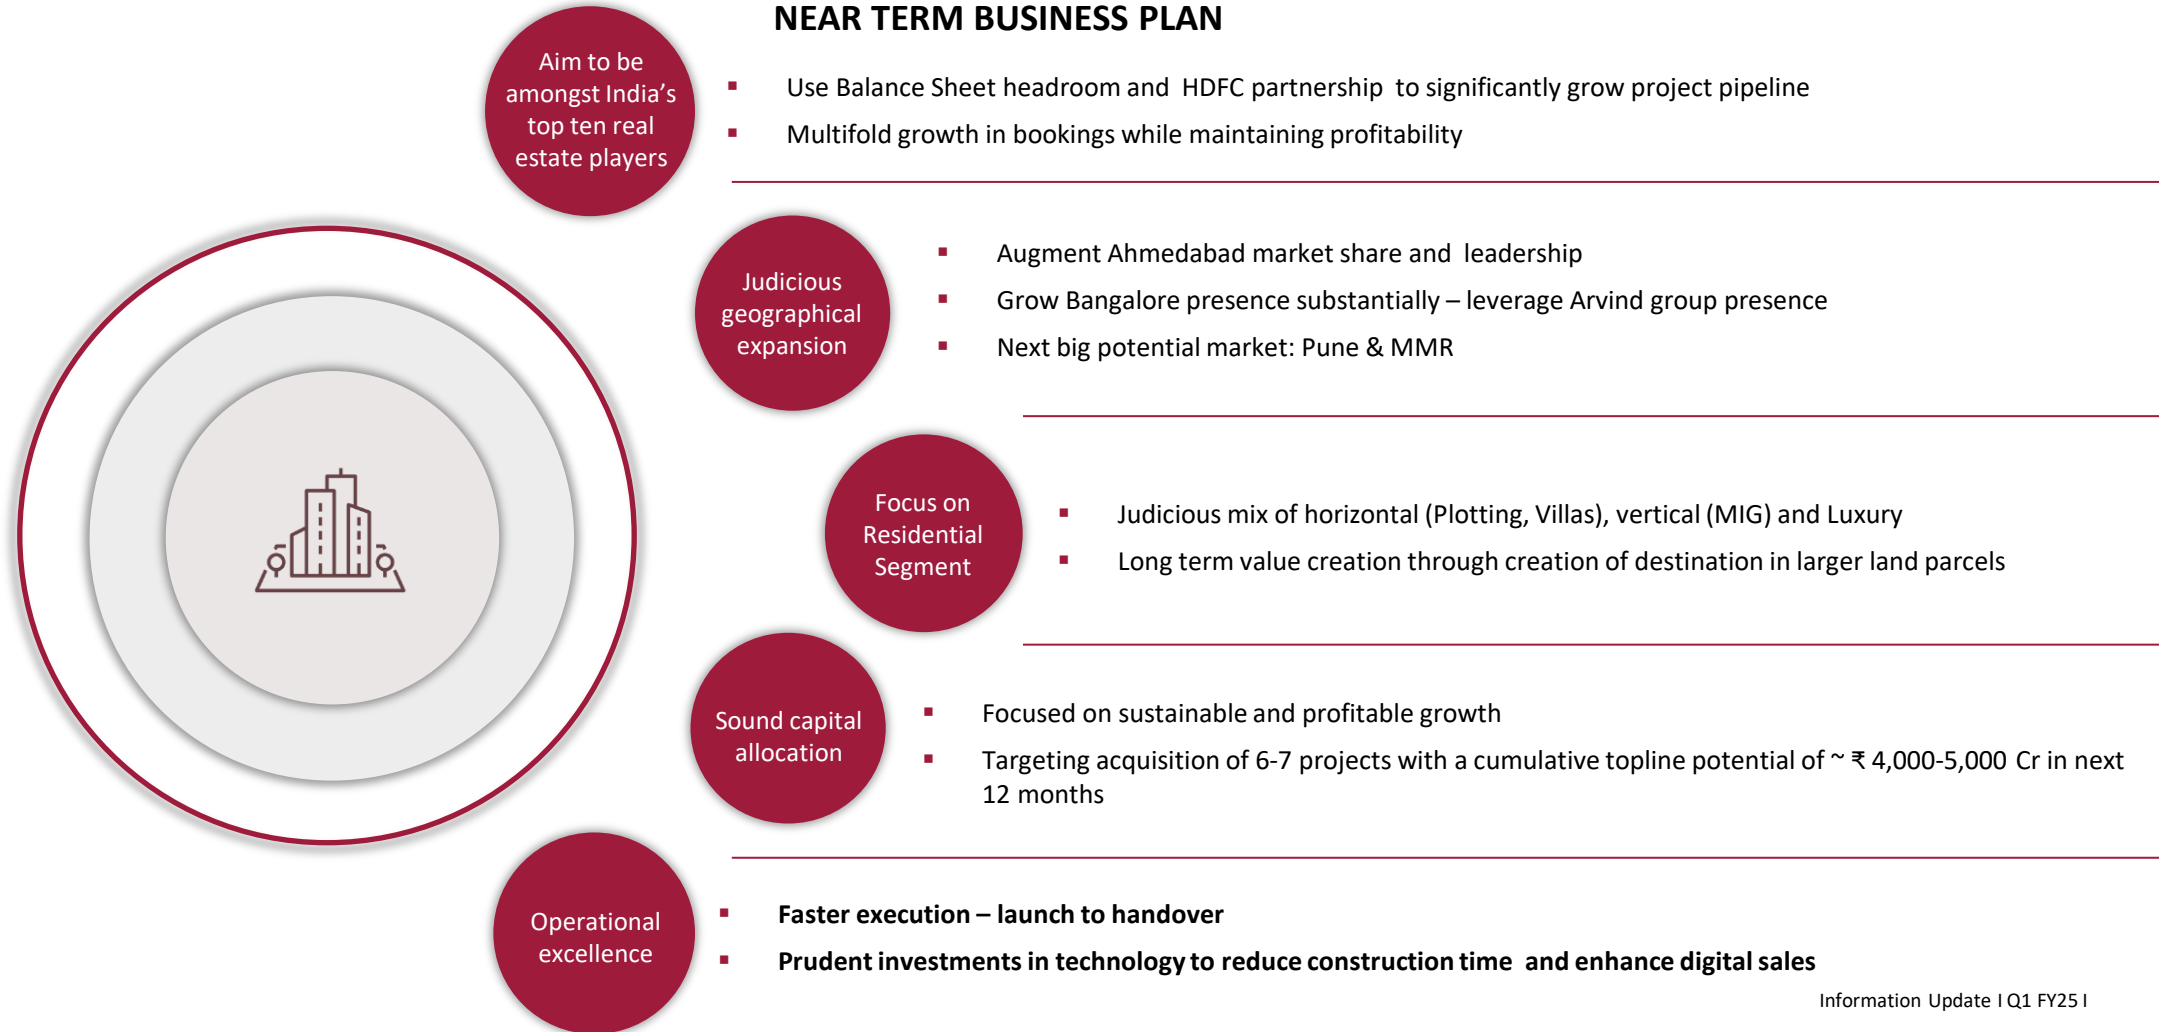 NEAR TERM BUSINESS PLAN
Aim to be
amongst India’s
top ten real
estate players
▪ Use Balance Sheet headroom and HDFC partnership to significantly grow project pipeline
▪ Multifold growth in bookings while maintaining profitability
Judicious
geographical
expansion
▪ Augment Ahmedabad market share and leadership
▪ Grow Bangalore presence substantially – leverage Arvind group presence
▪ Next big potential market: Pune & MMR
Focus on
Residential
Segment
▪ Judicious mix of horizontal (Plotting, Villas), vertical (MIG) and Luxury
▪ Long term value creation through creation of destination in larger land parcels
Sound capital
allocation
▪ Focused on sustainable and profitable growth
▪ Targeting acquisition of 6-7 projects with a cumulative topline potential of ~ ₹ 4,000-5,000 Cr in next
12 months
Operational
excellence
▪ Faster execution – launch to handover
▪ Prudent investments in technology to reduce construction time and enhance digital sales
Information Update I Q1 FY25 I